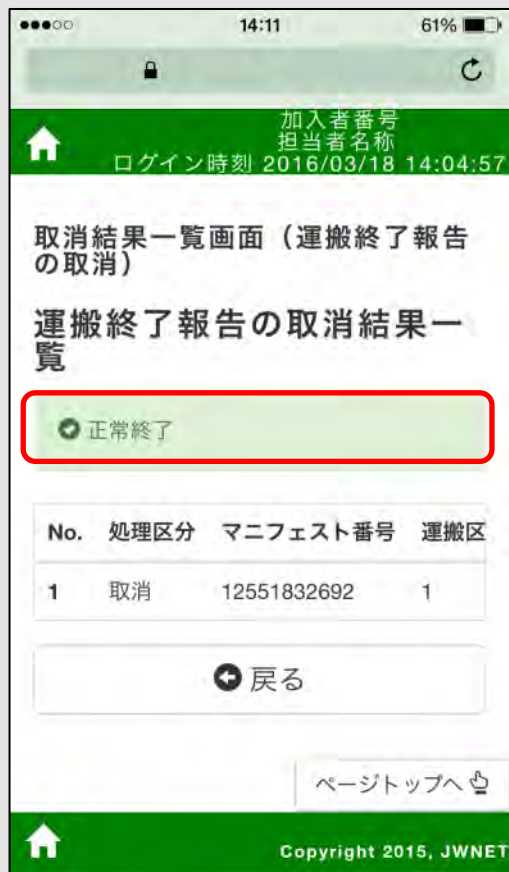 14:11
61%
加入者番号
担当者名称
ログイン時刻 2016/03/18 14:04:57
取消結果一覧画面（運搬終了報告
の取消）
運搬終了報告の取消結果一
覧
正常終了
No. 処理区分 マニフェスト番号 運搬区
1 取消 12551832692 1
戻る
ページトップへ
Copyright 2015, JWNET